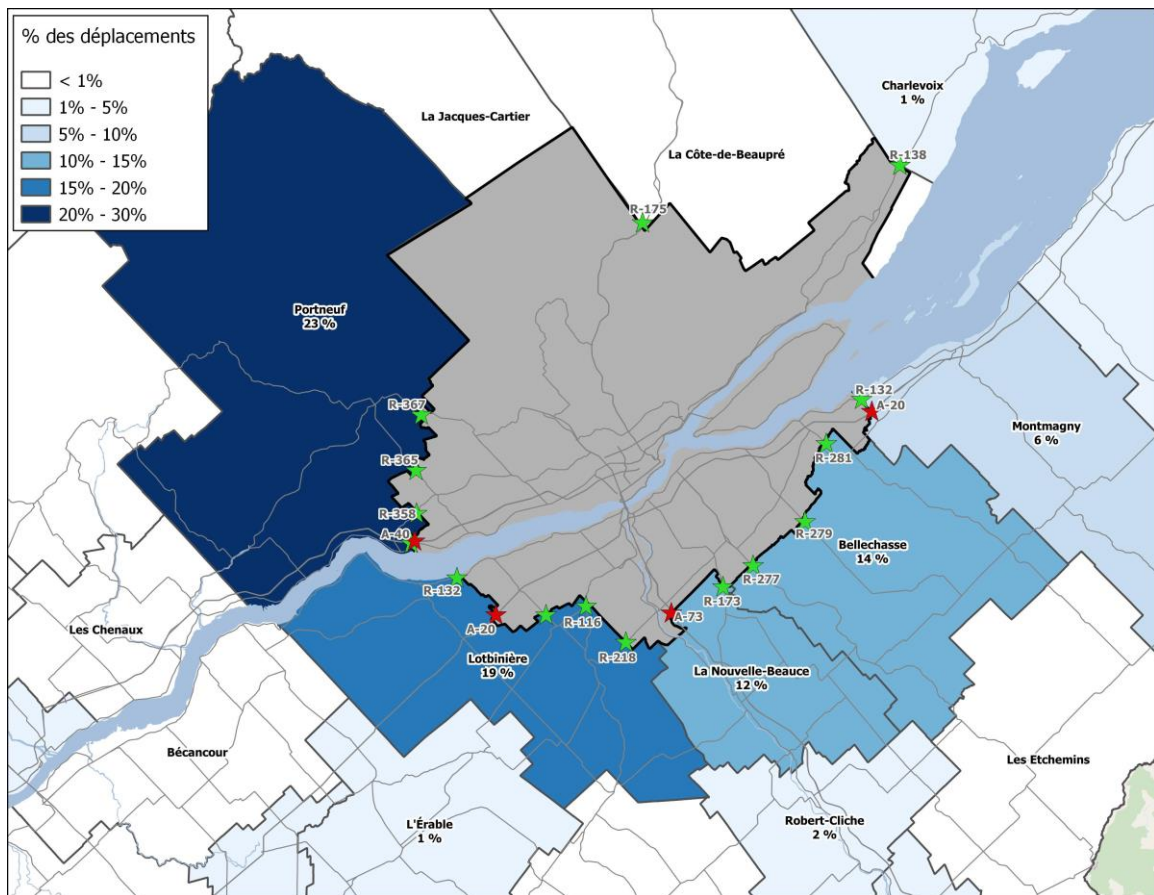 % des déplacements
< 1%
1% - 5%
5% - 10%
10% - 15%
15% - 20%
20% - 30%
Charlevoix
1 %
La Jacques-Cartier
La Côte-de-Beaupré
R-138
R-175
Portneuf
23 %
R-132
A-20
R-367
Montmagny
6 %
R-281
R-365
R-358
R-279
A-40
Bellechasse
14 %
R-277
R-132
R-173
A-20
R-116
A-73
Les Chenaux
R-218
Lotbinière
19 %
La Nouvelle-Beauce
12 %
Bécancour
Les Etchemins
L'Érable
1 %
Robert-Cliche
2 %